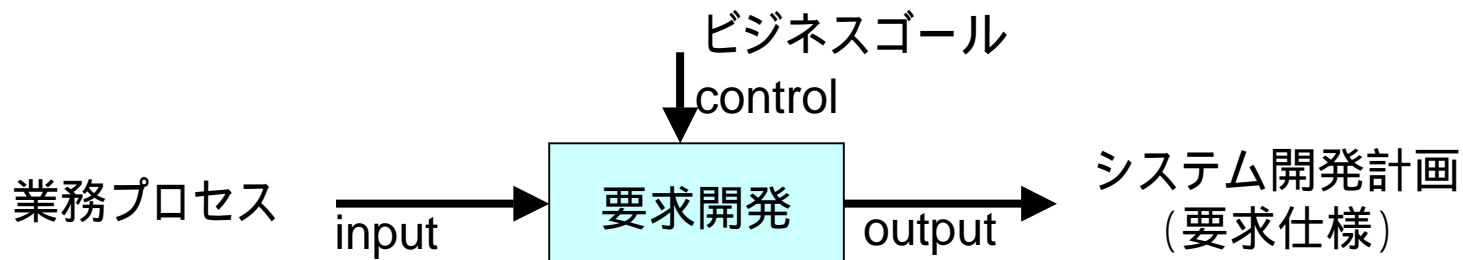 ビジネスゴール
control
業務プロセス
input
要求開発
output
システム開発計画
(要求仕様)